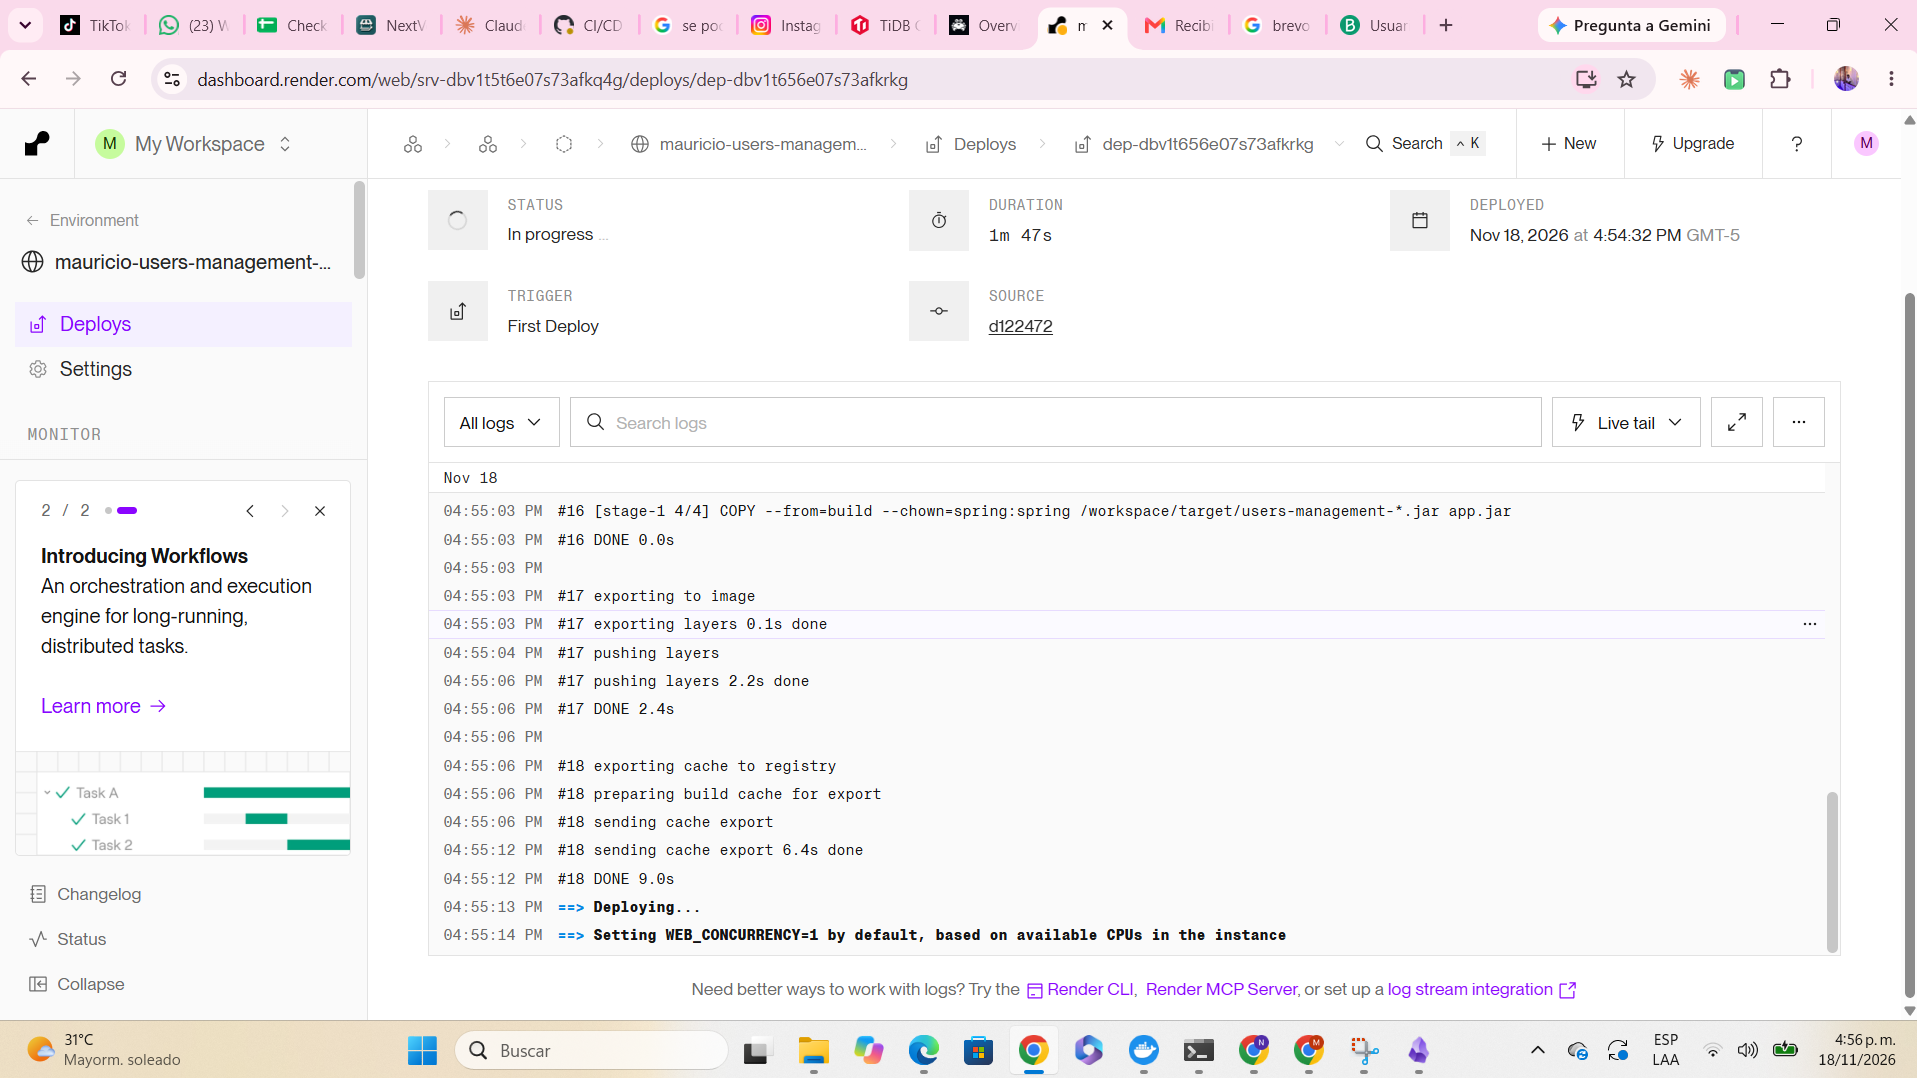 TikTok
(23) W
Check
NextV
Claude
CI/CD
se poc
Instag
TiDB C
Overv
m
Recibi
brevo
Usuar
Pregunta a Gemini
dashboard.render.com/web/srv-dbv1t5t6e07s73afkq4g/deploys/dep-dbv1t656e07s73afkrkg
M My Workspace
mauricio-users-managem...
Deploys
dep-dbv1t656e07s73afkrkg
Search ^ K
+ New
Upgrade
?
M
Environment
mauricio-users-management-...
Deploys
Settings
MONITOR
2 / 2
Introducing Workflows
An orchestration and execution
engine for long-running,
distributed tasks.
Learn more →
Task A
Task 1
Task 2
Changelog
Status
Collapse
STATUS
In progress ...
DURATION
1m 47s
DEPLOYED
Nov 18, 2026 at 4:54:32 PM GMT-5
TRIGGER
First Deploy
SOURCE
d122472
All logs
Search logs
Live tail
...
Nov 18
04:55:03 PM #16 [stage-1 4/4] COPY --from=build --chown=spring:spring /workspace/target/users-management-*.jar app.jar
04:55:03 PM #16 DONE 0.0s
04:55:03 PM
04:55:03 PM #17 exporting to image
04:55:03 PM #17 exporting layers 0.1s done
...
04:55:04 PM #17 pushing layers
04:55:06 PM #17 pushing layers 2.2s done
04:55:06 PM #17 DONE 2.4s
04:55:06 PM
04:55:06 PM #18 exporting cache to registry
04:55:06 PM #18 preparing build cache for export
04:55:06 PM #18 sending cache export
04:55:12 PM #18 sending cache export 6.4s done
04:55:12 PM #18 DONE 9.0s
04:55:13 PM ==> Deploying...
04:55:14 PM ==> Setting WEB_CONCURRENCY=1 by default, based on available CPUs in the instance
Need better ways to work with logs? Try the Render CLI, Render MCP Server, or set up a log stream integration
31°C
Mayorm. soleado
Buscar
N
M
ESP
LAA
4:56 p. m.
18/11/2026